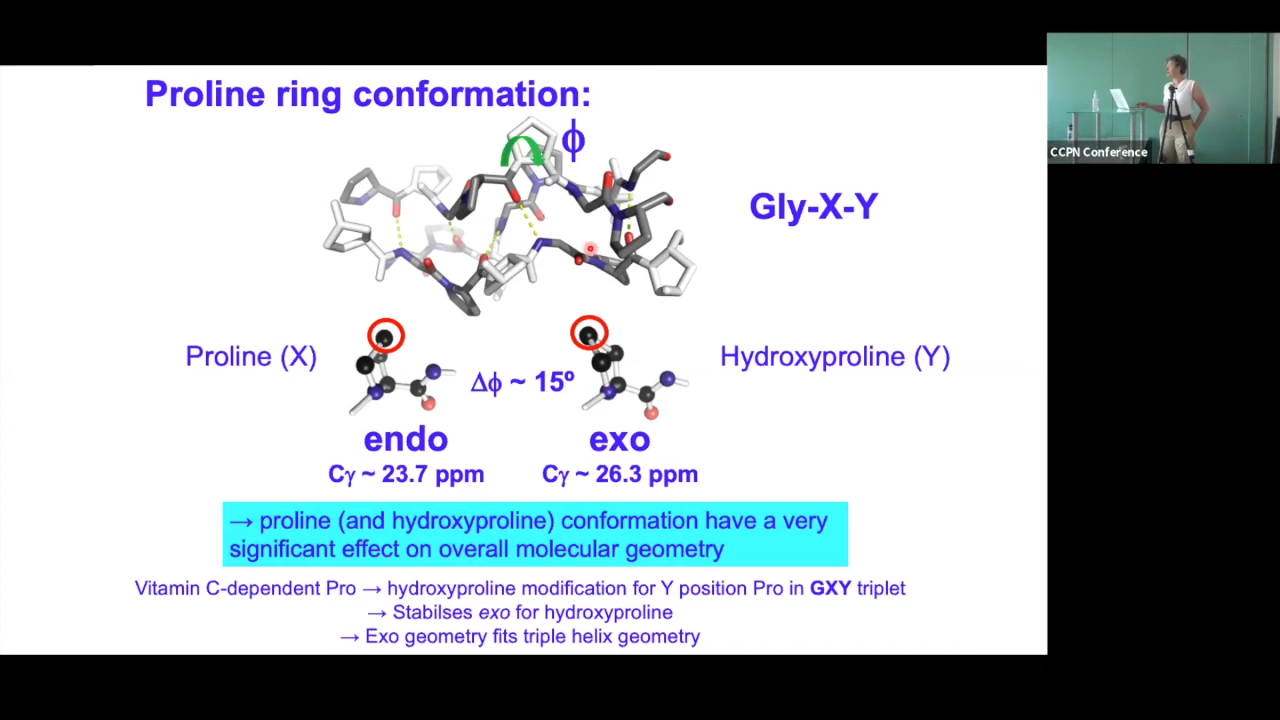 Proline ring conformation:
ϕ
Gly-X-Y
CCPN Conference
Proline (X)
Δϕ ~ 15º
Hydroxyproline (Y)
endo
exo
Cγ ~ 23.7 ppm
Cγ ~ 26.3 ppm
→ proline (and hydroxyproline) conformation have a very
significant effect on overall molecular geometry
Vitamin C-dependent Pro → hydroxyproline modification for Y position Pro in GXY triplet
→ Stabilses exo for hydroxyproline
→ Exo geometry fits triple helix geometry